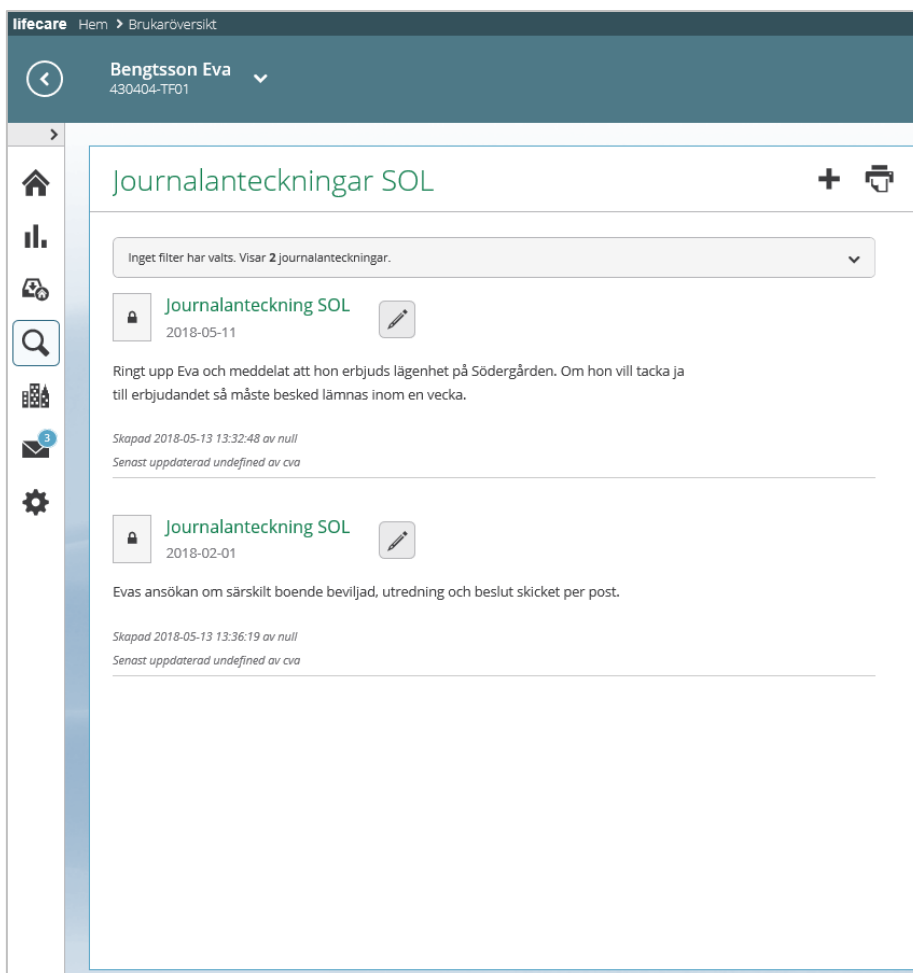 lifecare Hem > Brukaröversikt
Bengtsson Eva
430404-TF01
Journalanteckningar SOL
Inget filter har valts. Visar 2 journalanteckningar.
Journalanteckning SOL
2018-05-11
Ringt upp Eva och meddelat att hon erbjuds lägenhet på Södergården. Om hon vill tacka ja
till erbjudandet så måste besked lämnas inom en vecka.
Skapad 2018-05-13 13:32:48 av null
Senast uppdaterad undefined av cva
3
Journalanteckning SOL
2018-02-01
Evas ansökan om särskilt boende beviljad, utredning och beslut skicket per post.
Skapad 2018-05-13 13:36:19 av null
Senast uppdaterad undefined av cva